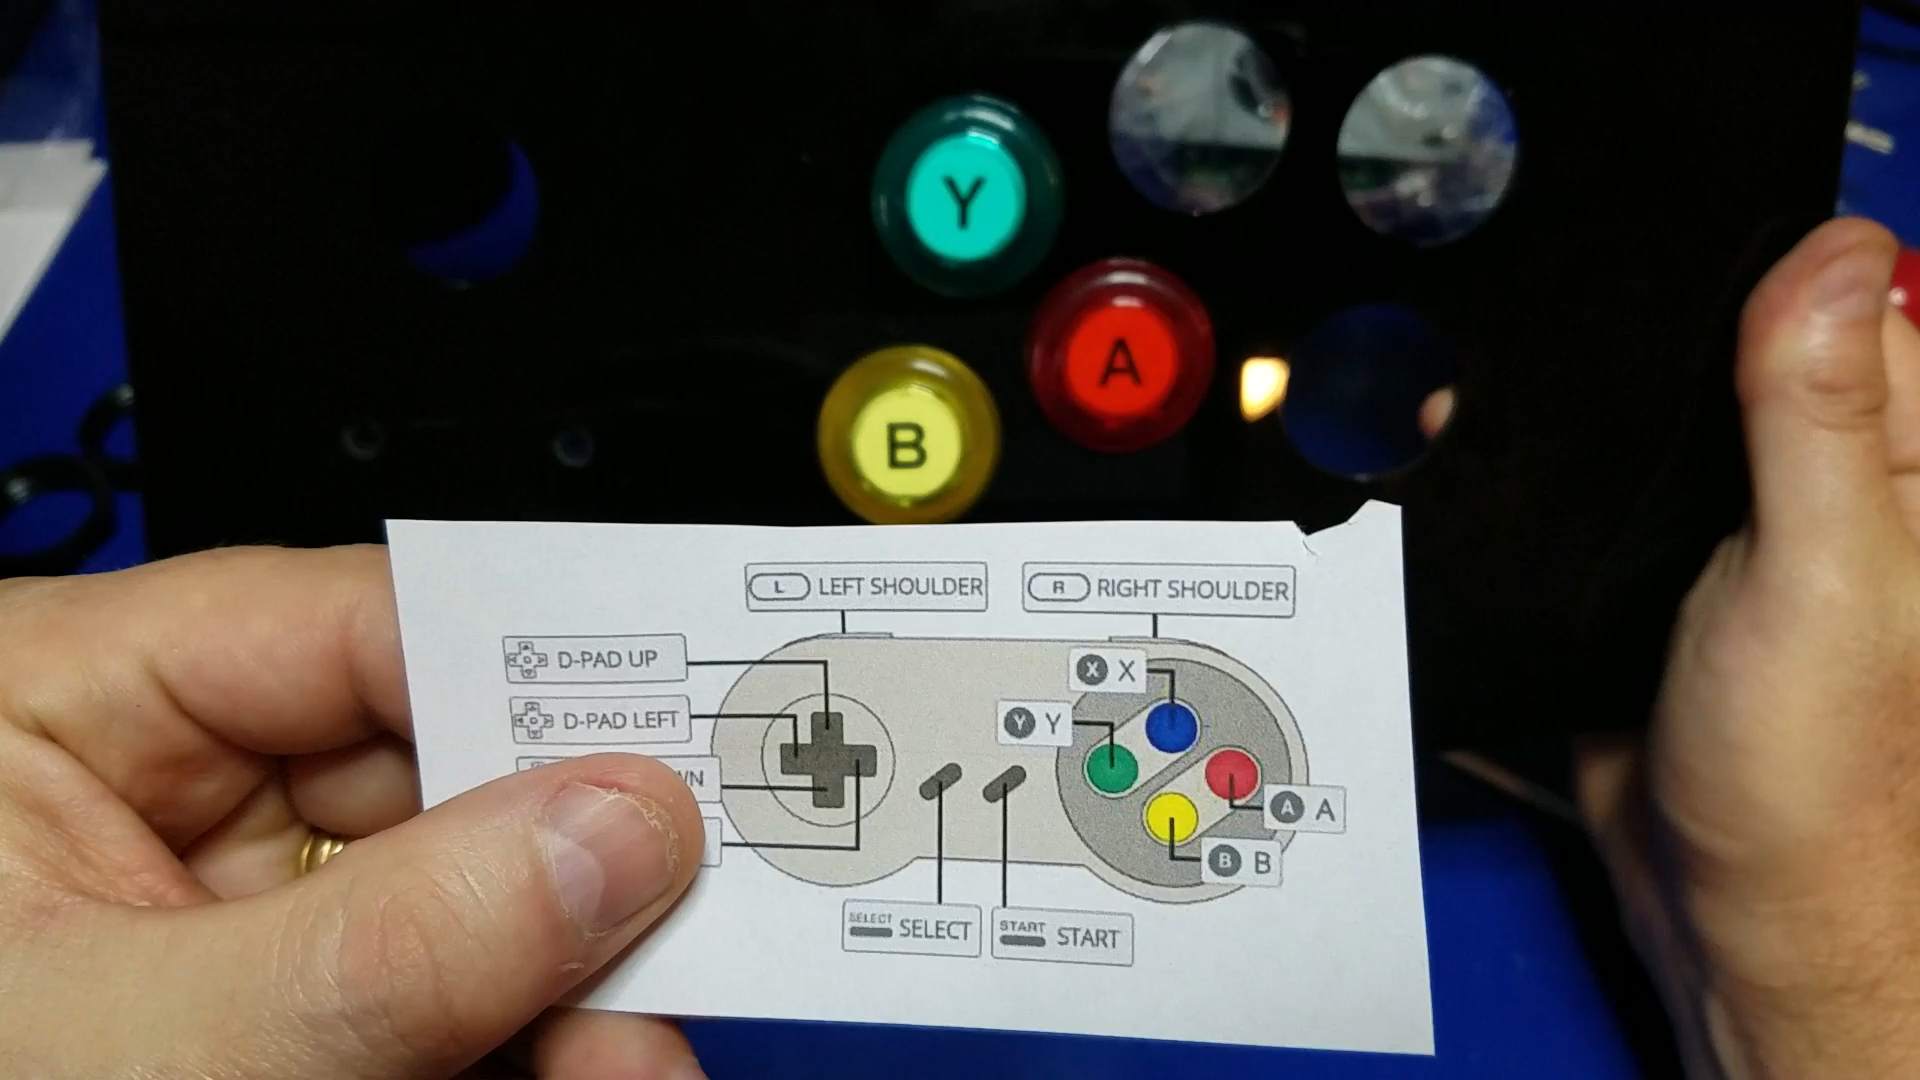 Y
A
B
L LEFT SHOULDER
R RIGHT SHOULDER
D-PAD UP
X X
D-PAD LEFT
Y Y
A A
B B
SELECT SELECT
START START